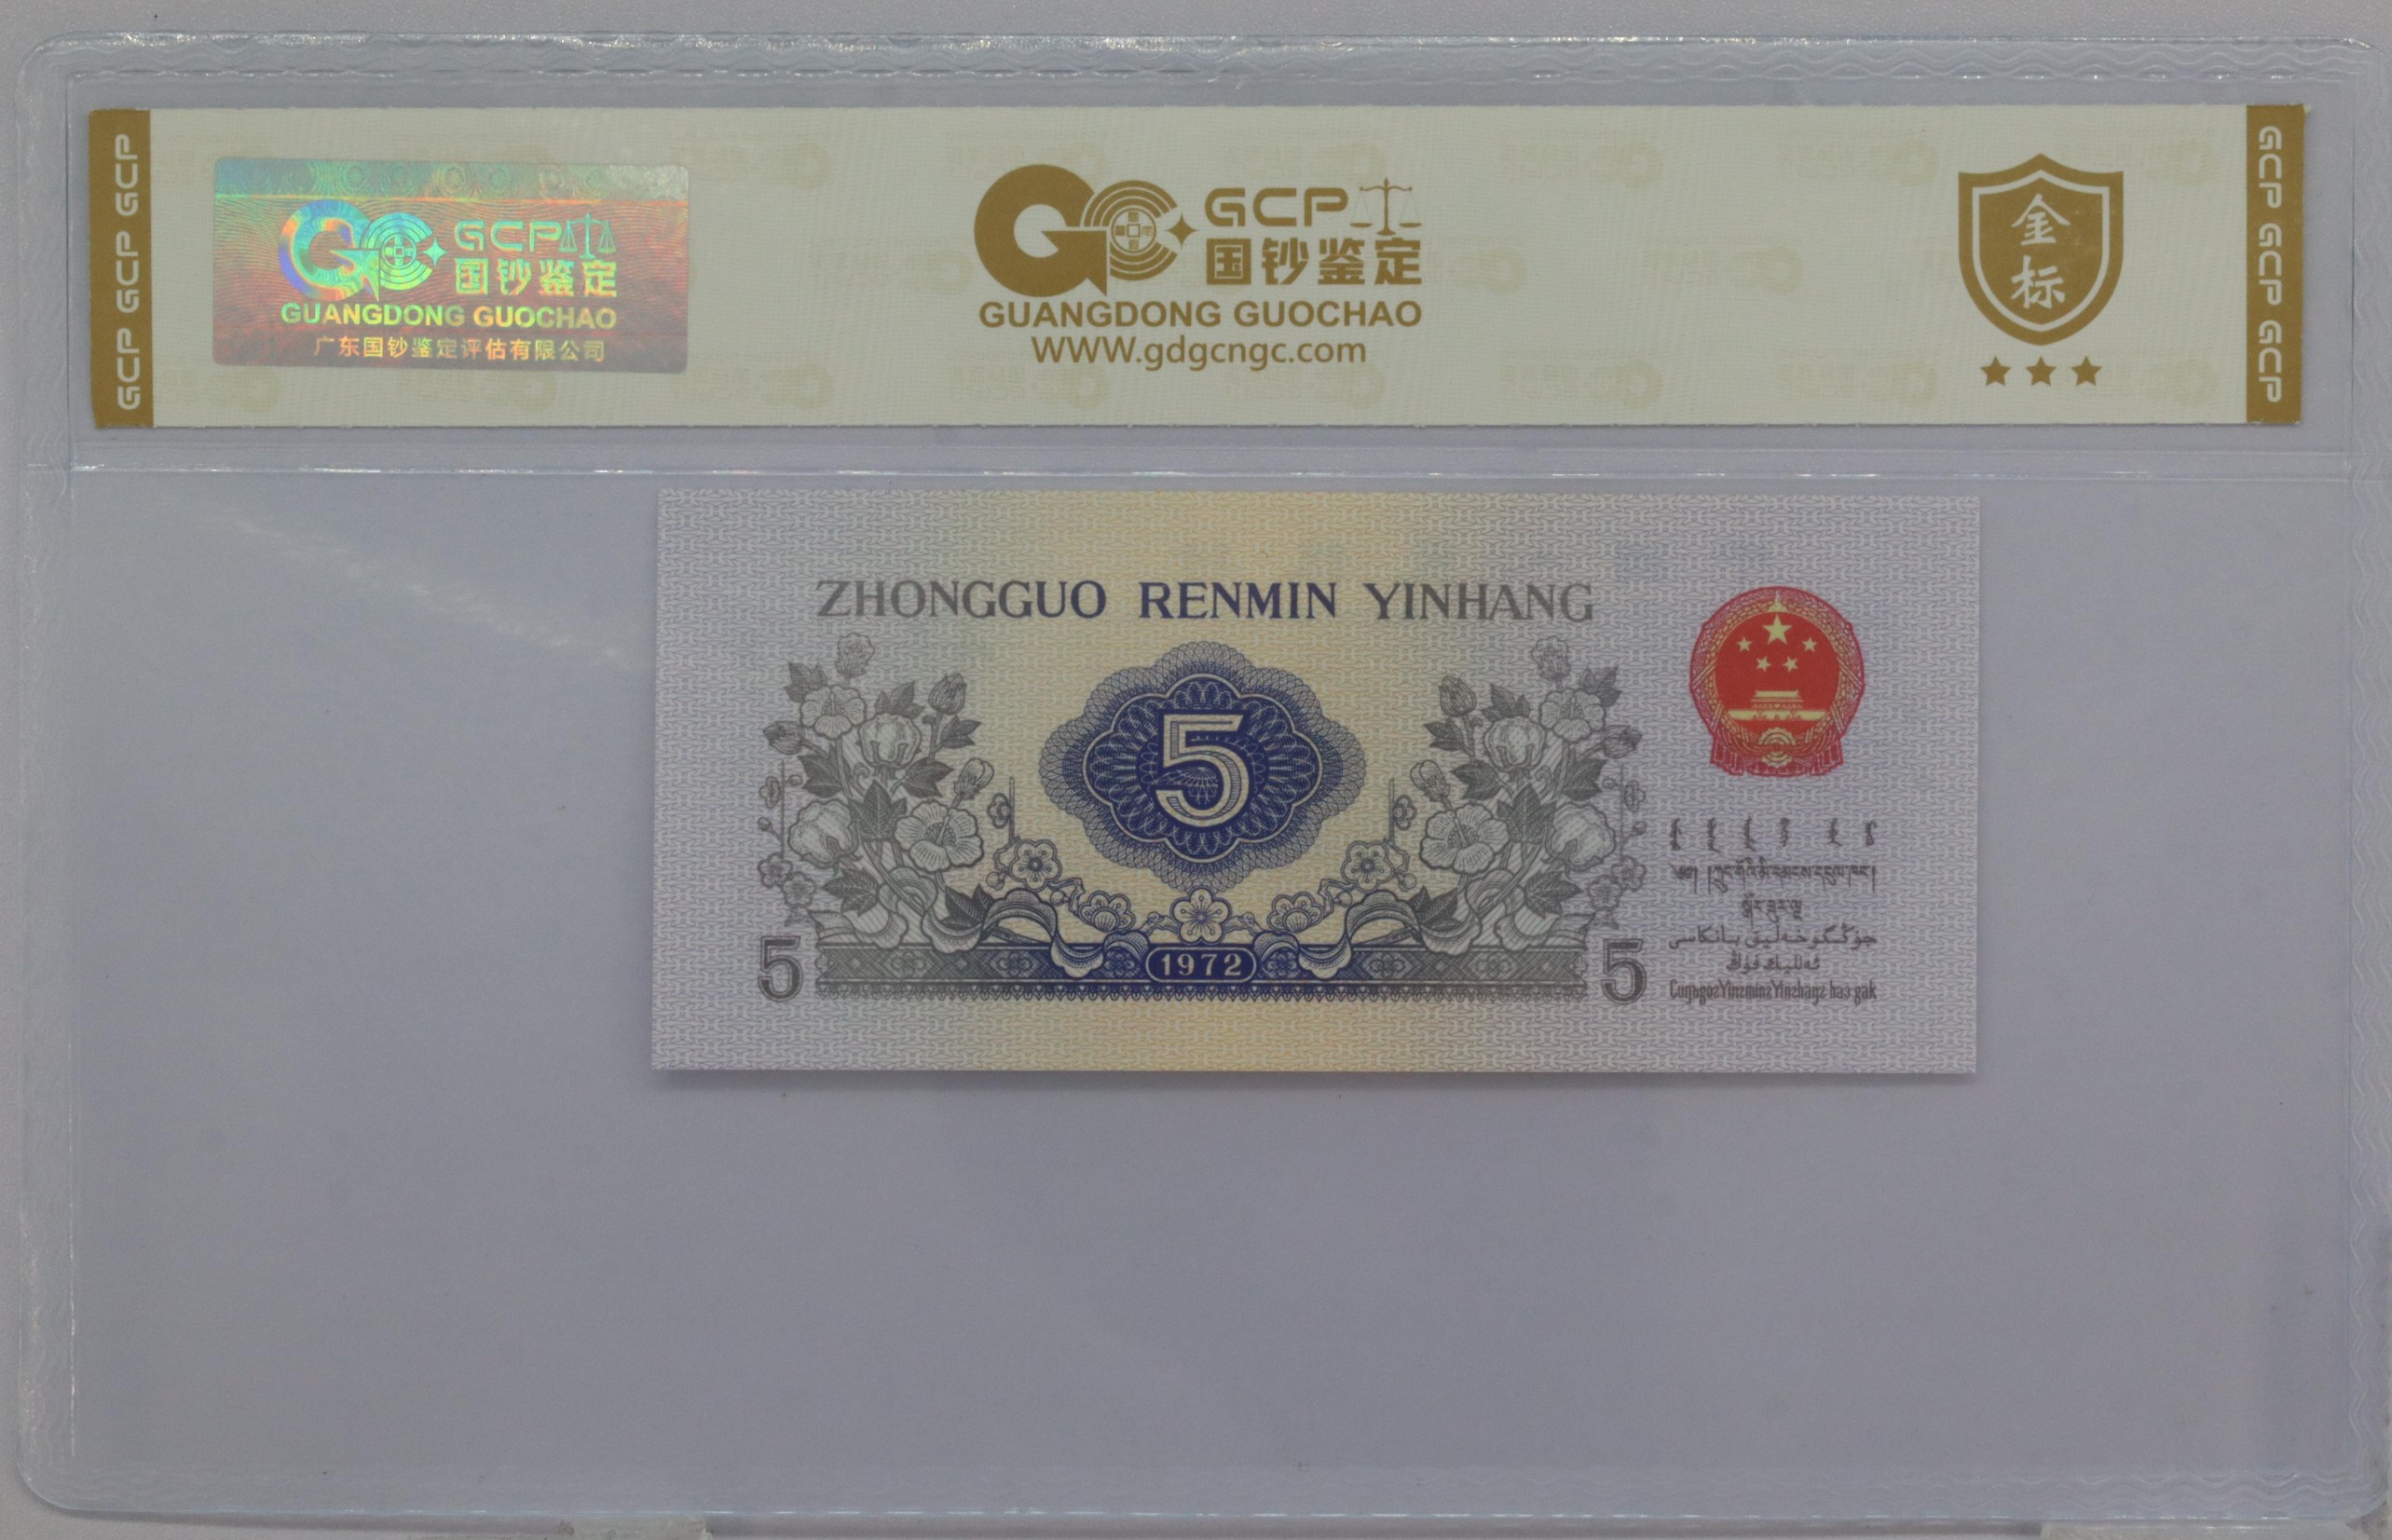 GCP GCP GCP
GCP
国钞鉴定
GUANGDONG GUOCHAO
广东国钞鉴定评估有限公司
GCP
国钞鉴定
GUANGDONG GUOCHAO
WWW.gdgcngc.com
金
标
GCP GCP GCP
ZHONGGUO RENMIN YINHANG
5
1972
5
5